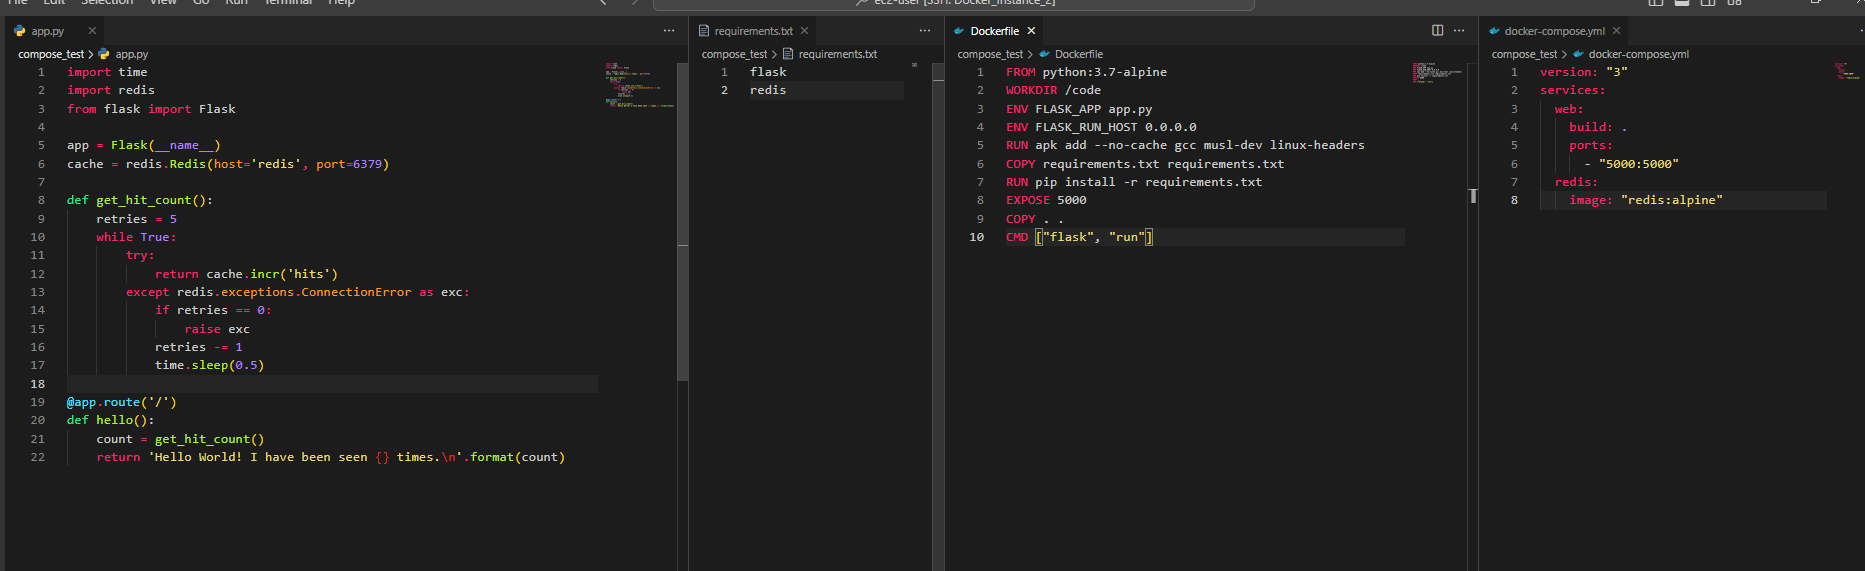 File Edit Selection View Go Run Terminal Help
ec2-user [SSH: Docker_Instance_2]
app.py
compose_test > app.py
1 import time
2 import redis
3 from flask import Flask
4
5 app = Flask(__name__)
6 cache = redis.Redis(host='redis', port=6379)
7
8 def get_hit_count():
9 retries = 5
10 while True:
11 try:
12 return cache.incr('hits')
13 except redis.exceptions.ConnectionError as exc:
14 if retries == 0:
15 raise exc
16 retries -= 1
17 time.sleep(0.5)
18
19 @app.route('/')
20 def hello():
21 count = get_hit_count()
22 return 'Hello World! I have been seen {} times.\n'.format(count)
requirements.txt
compose_test > requirements.txt
1 flask
2 redis
Dockerfile
compose_test > Dockerfile
1 FROM python:3.7-alpine
2 WORKDIR /code
3 ENV FLASK_APP app.py
4 ENV FLASK_RUN_HOST 0.0.0.0
5 RUN apk add --no-cache gcc musl-dev linux-headers
6 COPY requirements.txt requirements.txt
7 RUN pip install -r requirements.txt
8 EXPOSE 5000
9 COPY . .
10 CMD ["flask", "run"]
docker-compose.yml
compose_test > docker-compose.yml
1 version: "3"
2 services:
3 web:
4 build: .
5 ports:
6 - "5000:5000"
7 redis:
8 image: "redis:alpine"